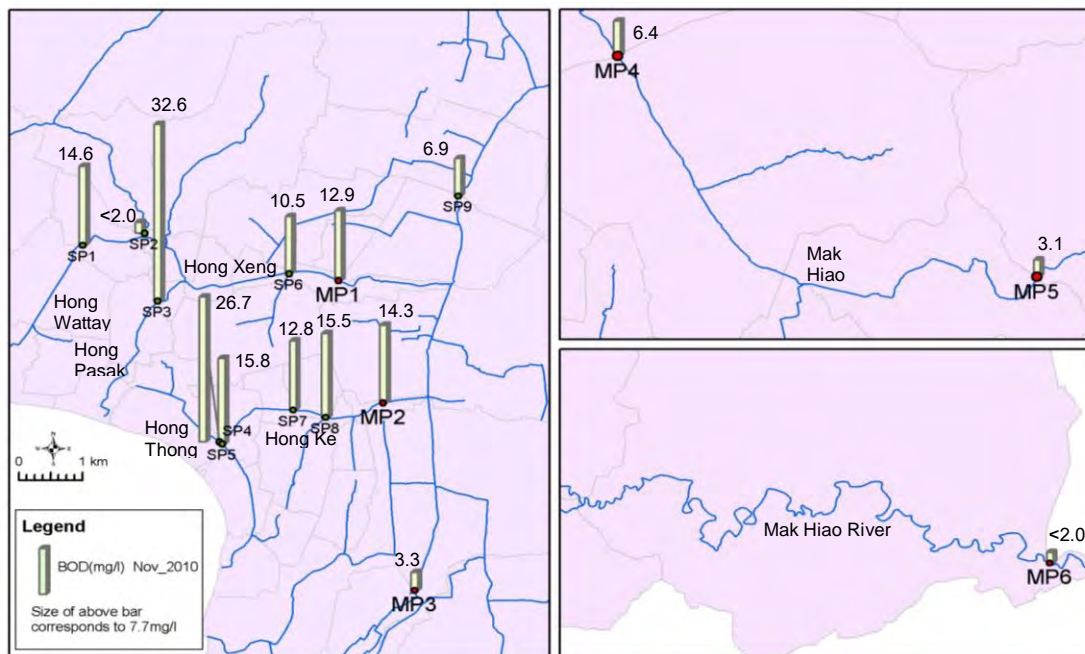 32.6
14.6
<2.0
SP1
SP2
SP3
Hong Xeng
10.5
12.9
6.9
SP9
SP6
MP1
Hong
Wattay
Hong
Pasak
26.7
15.8
12.8
15.5
14.3
SP4
SP5
SP7
SP8
MP2
Hong Ke
Hong
Thong
N
0 1 km
Legend
BOD(mg/l) Nov_2010
Size of above bar
corresponds to 7.7mg/l
3.3
MP3
6.4
MP4
Mak
Hiao
3.1
MP5
Mak Hiao River
<2.0
MP6